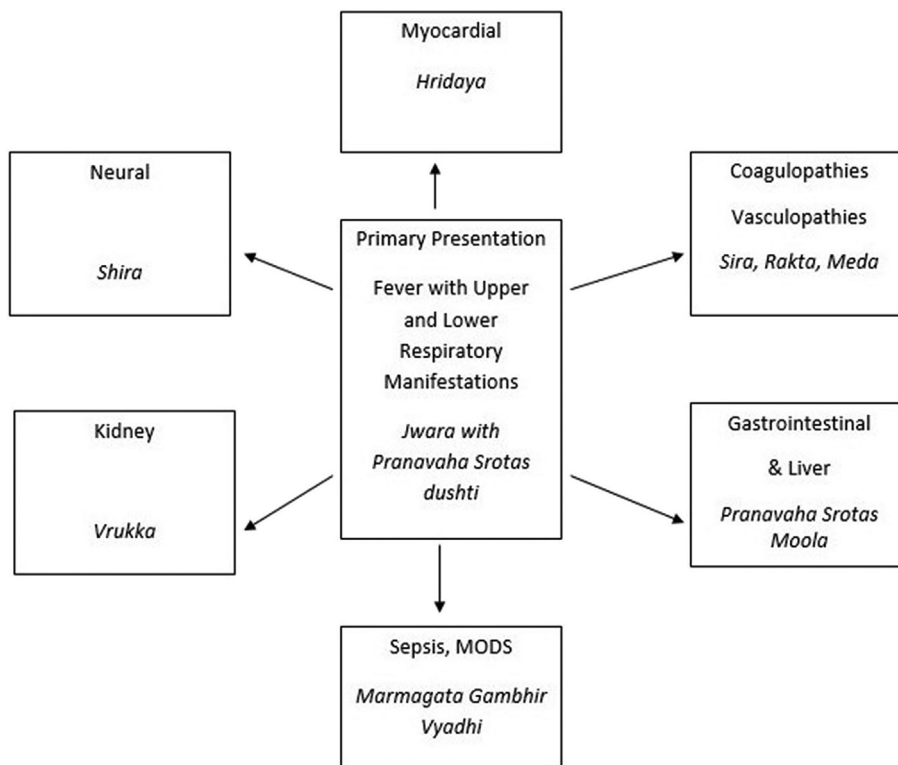 Myocardial
Hridaya
Neural
Shira
Coagulopathies
Vasculopathies
Sira, Rakta, Meda
Primary Presentation
Fever with Upper
and Lower
Respiratory
Manifestations
Jwara with
Pranavaha Srotas
dushti
Kidney
Vrukka
Gastrointestinal
& Liver
Pranavaha Srotas
Moola
Sepsis, MODS
Marmagata Gambhir
Vyadhi